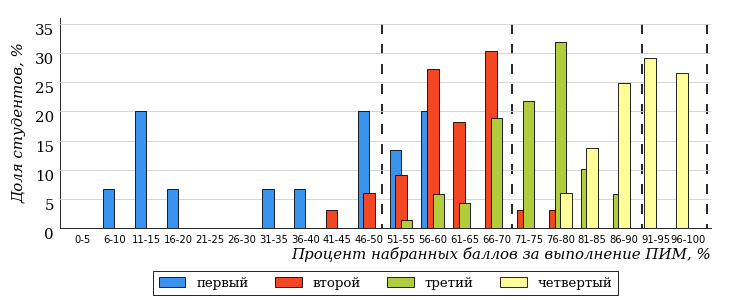 Доля студентов, %
35
30
25
20
15
10
5
0
0-5 6-10 11-15 16-20 21-25 26-30 31-35 36-40 41-45 46-50 51-55 56-60 61-65 66-70 71-75 76-80 81-85 86-90 91-95 96-100
Процент набранных баллов за выполнение ПИМ, %
первый второй третий четвертый